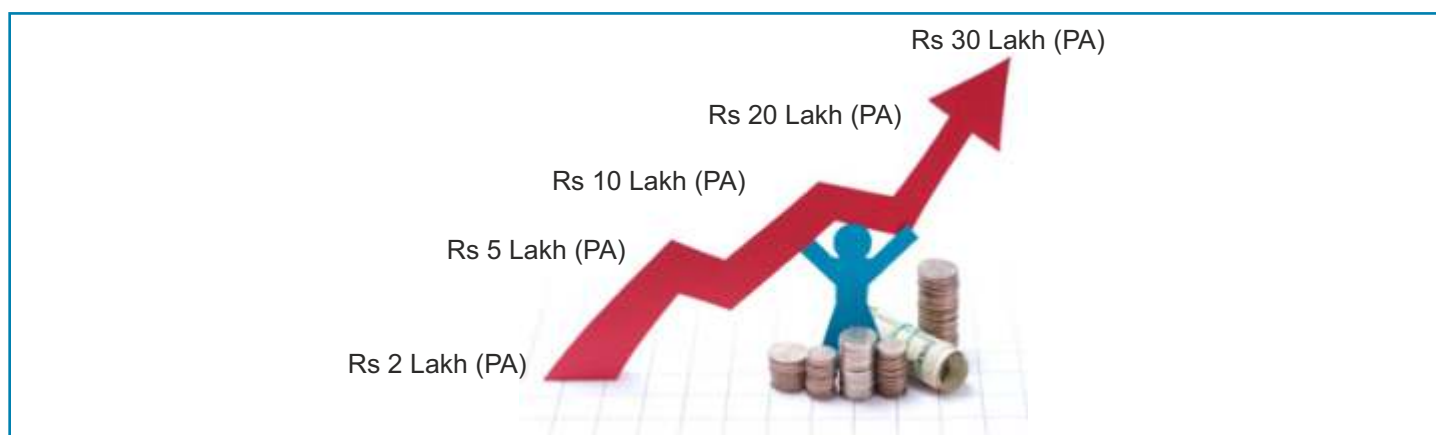 Rs 30 Lakh (PA)
Rs 20 Lakh (PA)
Rs 10 Lakh (PA)
Rs 5 Lakh (PA)
Rs 2 Lakh (PA)